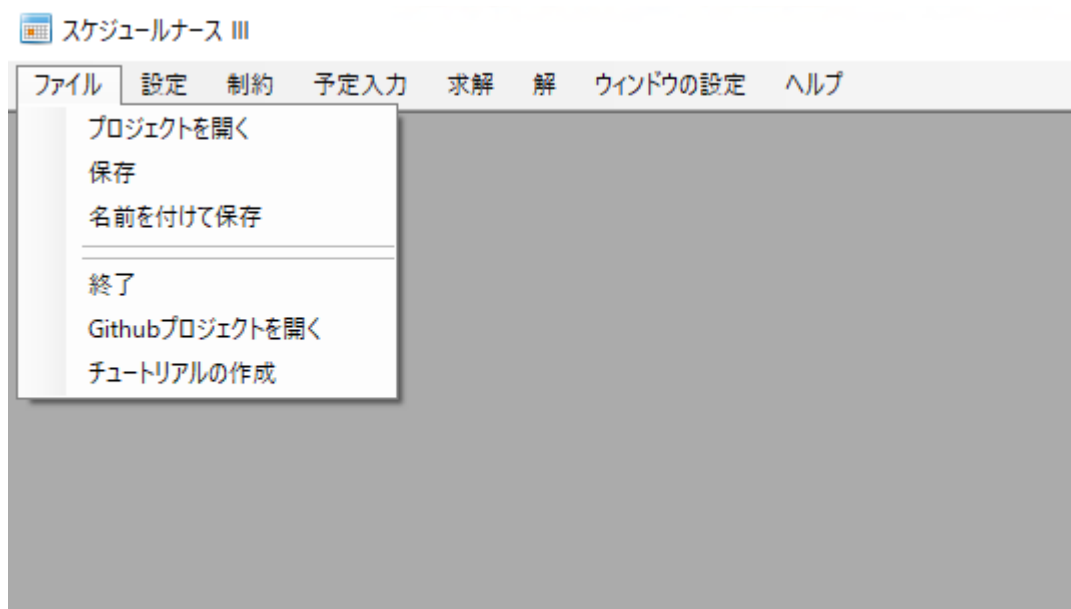 スケジュールナース III
ファイル 設定 制約 予定入力 求解 解 ウィンドウの設定 ヘルプ
プロジェクトを開く
保存
名前を付けて保存
終了
Githubプロジェクトを開く
チュートリアルの作成